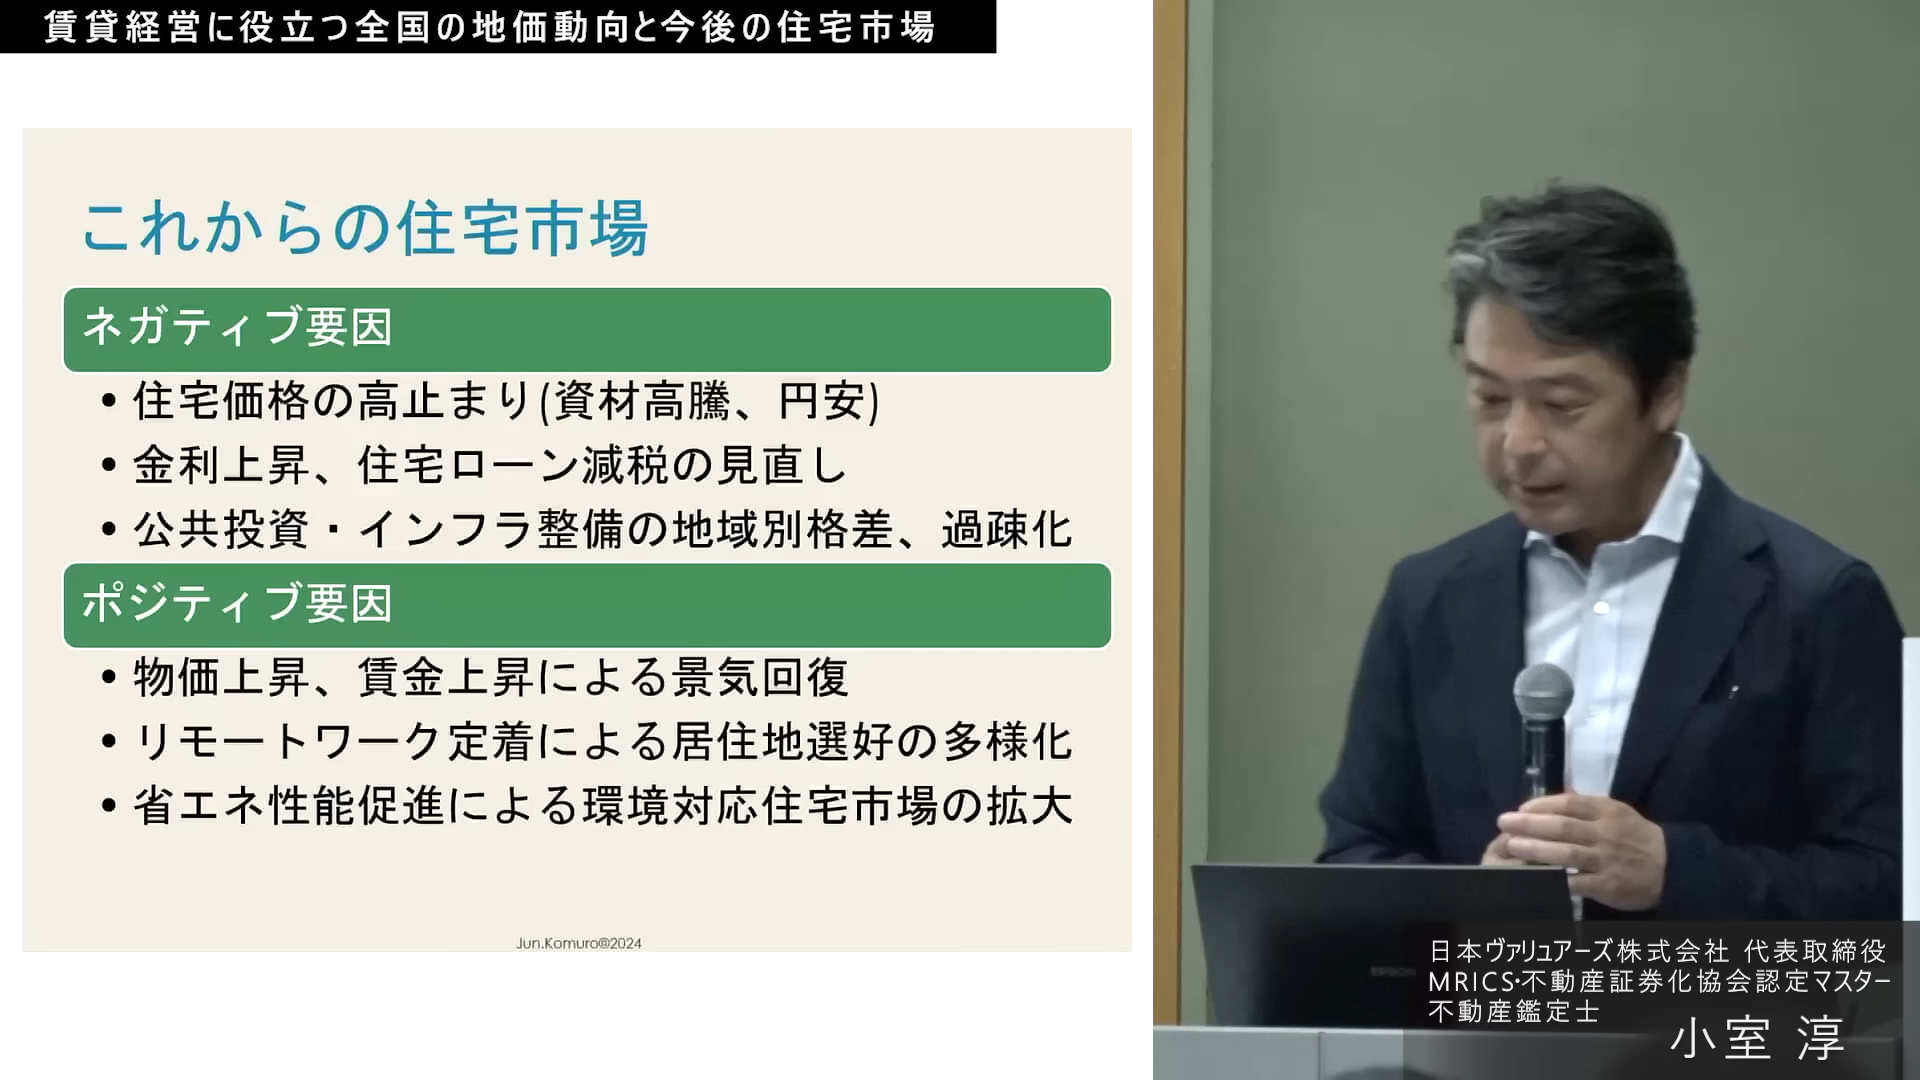 賃貸経営に役立つ全国の地価動向と今後の住宅市場
これからの住宅市場
ネガティブ要因
• 住宅価格の高止まり(資材高騰、円安)
• 金利上昇、住宅ローン減税の見直し
• 公共投資・インフラ整備の地域別格差、過疎化
ポジティブ要因
• 物価上昇、賃金上昇による景気回復
• リモートワーク定着による居住地選好の多様化
• 省エネ性能促進による環境対応住宅市場の拡大
Jun.Komuro@2024
EPSON
日本ヴァリュアーズ株式会社 代表取締役
MRICS・不動産証券化協会認定マスター
不動産鑑定士
小室 淳